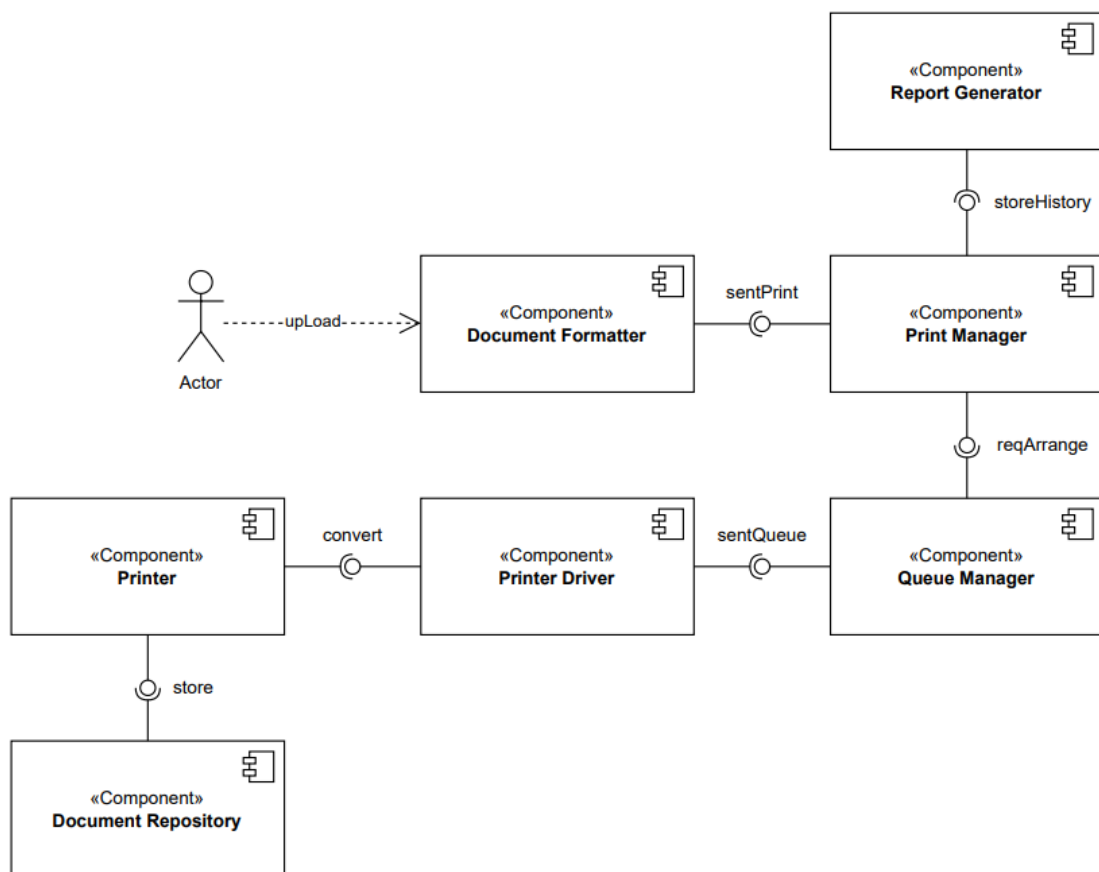 «Component»
Report Generator
storeHistory
upLoad
Actor
«Component»
Document Formatter
sentPrint
«Component»
Print Manager
reqArrange
«Component»
Printer
convert
«Component»
Printer Driver
sentQueue
«Component»
Queue Manager
store
«Component»
Document Repository